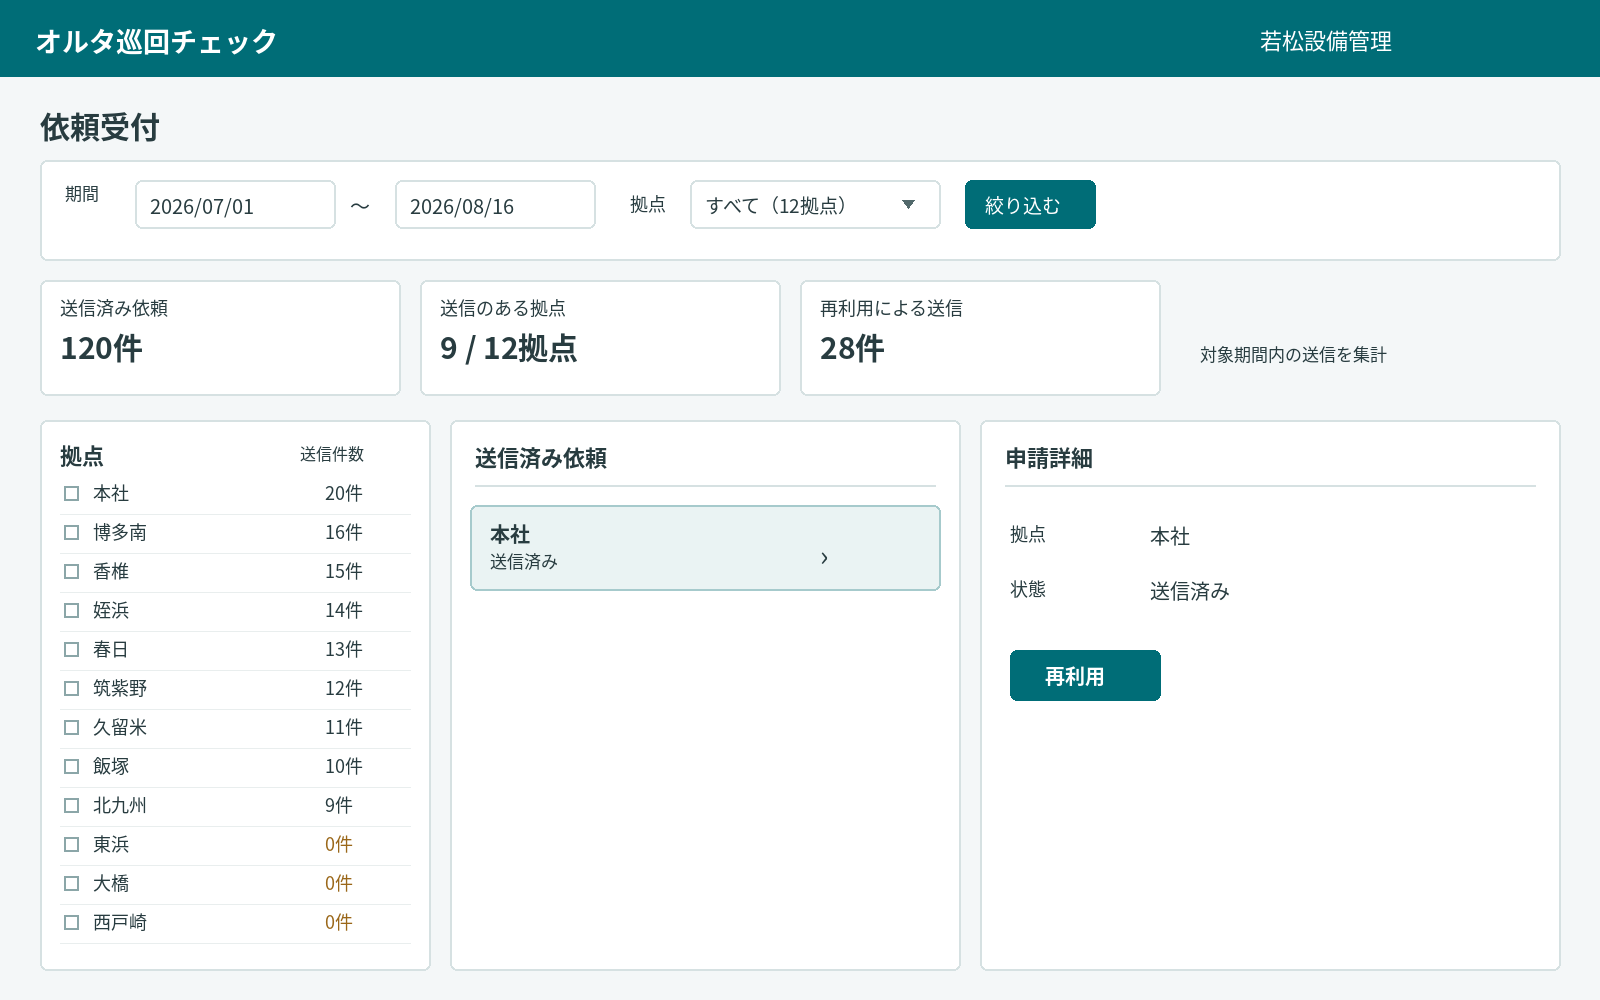 オルタ巡回チェック
若松設備管理
依頼受付
期間
2026/07/01
～
2026/08/16
拠点
すべて（12拠点）
絞り込む
送信済み依頼
120件
送信のある拠点
9 / 12拠点
再利用による送信
28件
対象期間内の送信を集計
拠点 送信件数
本社 20件
博多南 16件
香椎 15件
姪浜 14件
春日 13件
筑紫野 12件
久留米 11件
飯塚 10件
北九州 9件
東浜 0件
大橋 0件
西戸崎 0件
送信済み依頼
本社
送信済み
›
申請詳細
拠点 本社
状態 送信済み
再利用